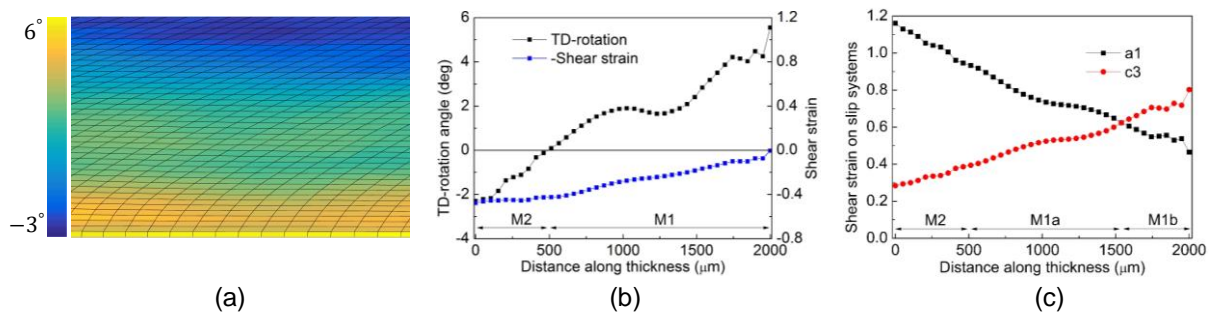 6°
−3°
(a)
6
4
2
0
-2
-4
TD-rotation angle (deg)
TD-rotation
-Shear strain
1.2
0.8
0.4
0.0
-0.4
-0.8
Shear strain
M2
M1
0
500
1000
1500
2000
Distance along thickness (μm)
(b)
1.2
1.0
0.8
0.6
0.4
0.2
0.0
Shear strain on slip systems
a1
c3
M2
M1a
M1b
0
500
1000
1500
2000
Distance along thickness (μm)
(c)